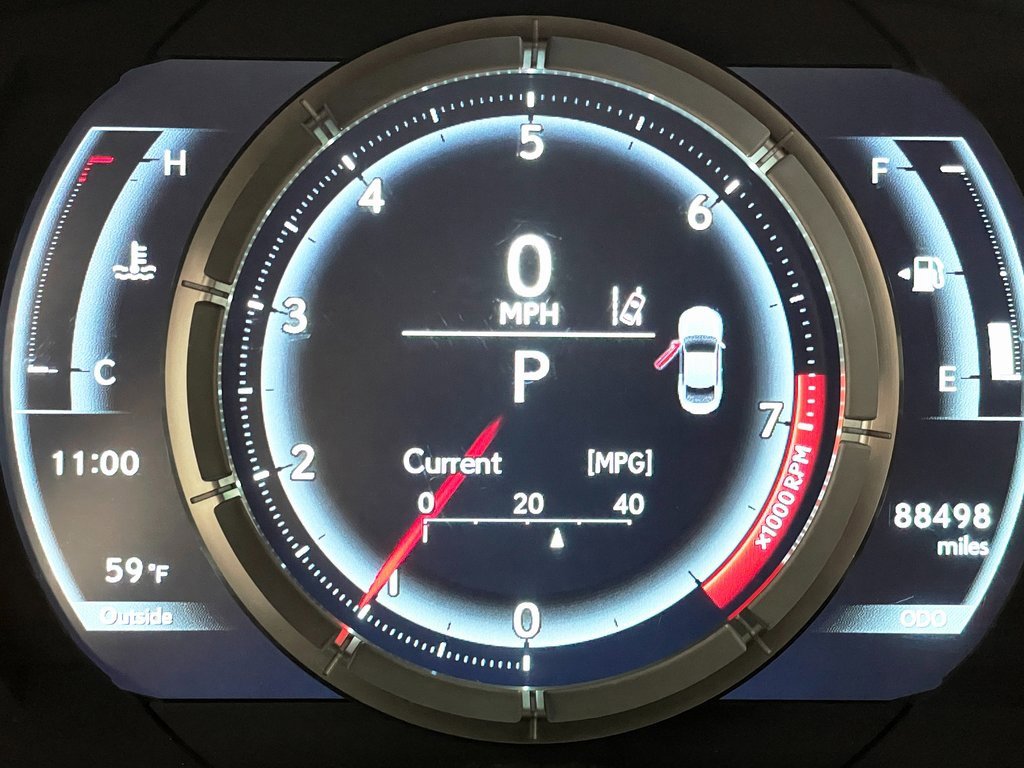 H
C
11:00
59°F
Outside
5
4
6
3
7
2
1
0
x1000RPM
0
MPH
P
Current [MPG]
0 20 40
F
E
88498
miles
ODO